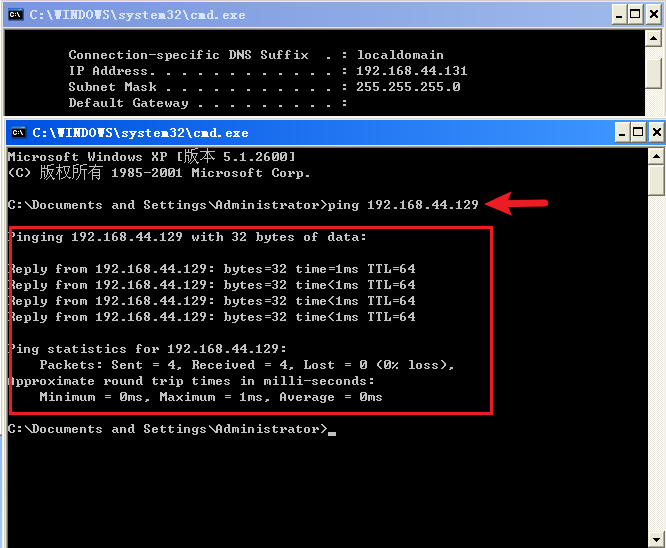 C:\WINDOWS\system32\cmd.exe
Connection-specific DNS Suffix  . : localdomain
IP Address. . . . . . . . . . . . : 192.168.44.131
Subnet Mask . . . . . . . . . . . : 255.255.255.0
Default Gateway . . . . . . . . . :
C:\WINDOWS\system32\cmd.exe
Microsoft Windows XP [版本 5.1.2600]
(C) 版权所有 1985-2001 Microsoft Corp.
C:\Documents and Settings\Administrator>ping 192.168.44.129
Pinging 192.168.44.129 with 32 bytes of data:
Reply from 192.168.44.129: bytes=32 time=1ms TTL=64
Reply from 192.168.44.129: bytes=32 time<1ms TTL=64
Reply from 192.168.44.129: bytes=32 time<1ms TTL=64
Reply from 192.168.44.129: bytes=32 time<1ms TTL=64
Ping statistics for 192.168.44.129:
Packets: Sent = 4, Received = 4, Lost = 0 (0% loss),
Approximate round trip times in milli-seconds:
Minimum = 0ms, Maximum = 1ms, Average = 0ms
C:\Documents and Settings\Administrator>_